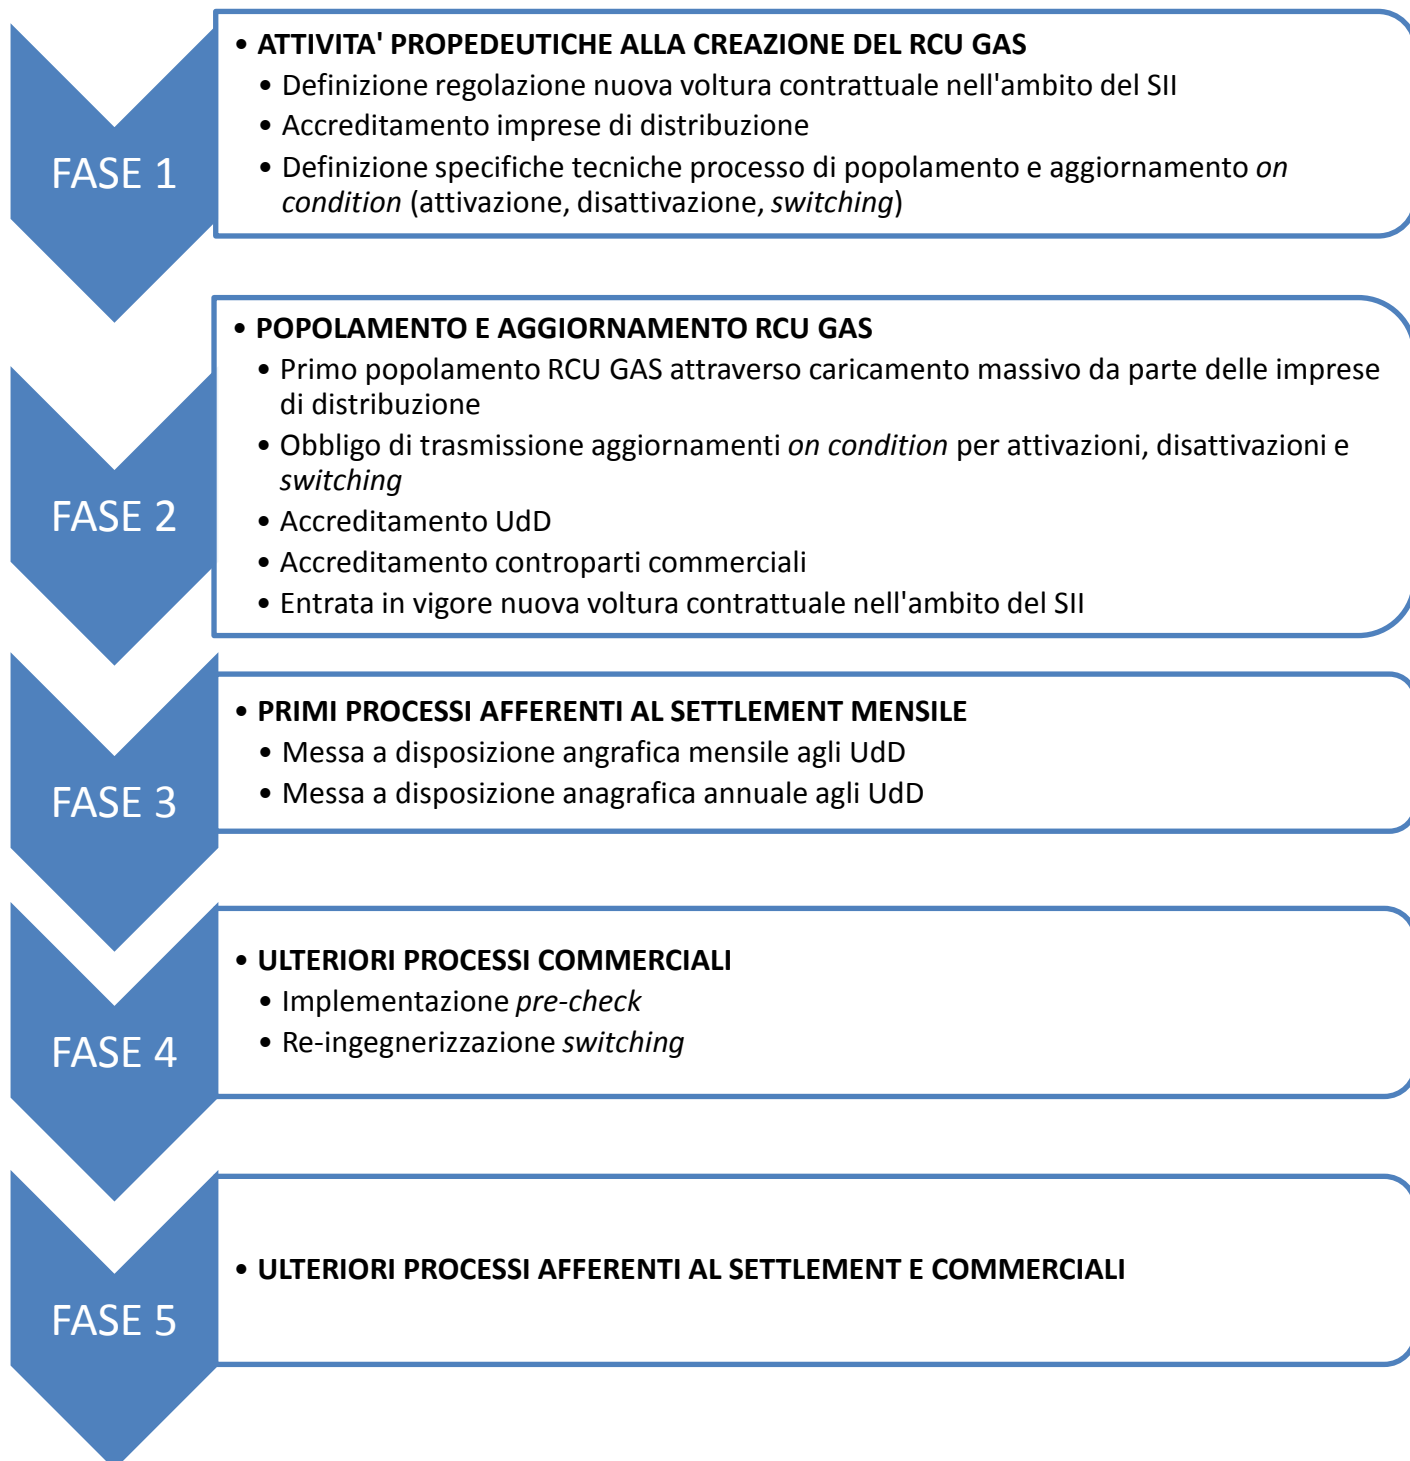 FASE 1
• ATTIVITA' PROPEDEUTICHE ALLA CREAZIONE DEL RCU GAS
• Definizione regolazione nuova voltura contrattuale nell'ambito del SII
• Accreditamento imprese di distribuzione
• Definizione specifiche tecniche processo di popolamento e aggiornamento on
condition (attivazione, disattivazione, switching)
FASE 2
• POPOLAMENTO E AGGIORNAMENTO RCU GAS
• Primo popolamento RCU GAS attraverso caricamento massivo da parte delle imprese
di distribuzione
• Obbligo di trasmissione aggiornamenti on condition per attivazioni, disattivazioni e
switching
• Accreditamento UdD
• Accreditamento controparti commerciali
• Entrata in vigore nuova voltura contrattuale nell'ambito del SII
FASE 3
• PRIMI PROCESSI AFFERENTI AL SETTLEMENT MENSILE
• Messa a disposizione angrafica mensile agli UdD
• Messa a disposizione anagrafica annuale agli UdD
FASE 4
• ULTERIORI PROCESSI COMMERCIALI
• Implementazione pre-check
• Re-ingegnerizzazione switching
FASE 5
• ULTERIORI PROCESSI AFFERENTI AL SETTLEMENT E COMMERCIALI